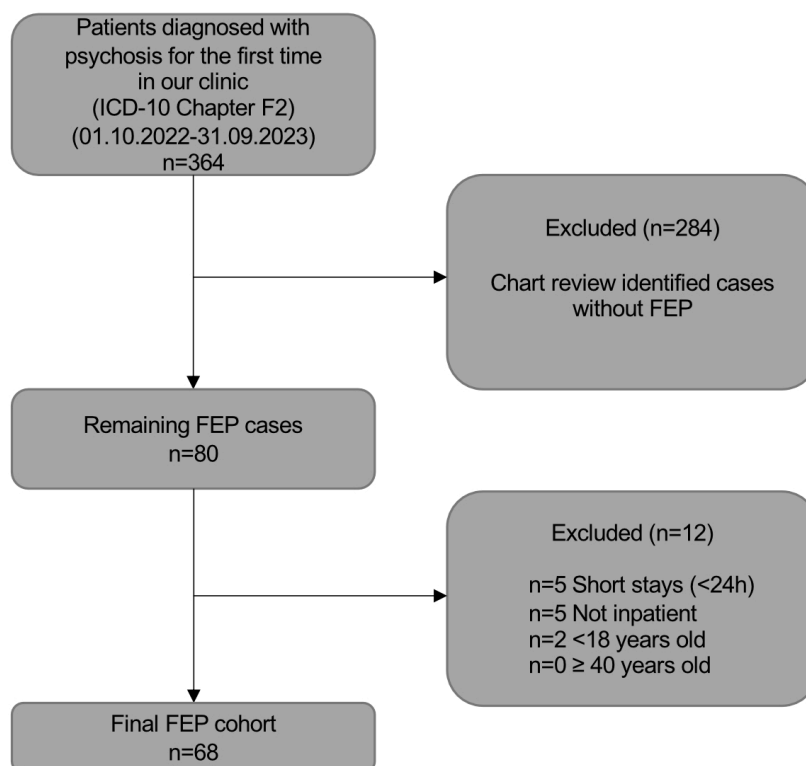 Patients diagnosed with
psychosis for the first time
in our clinic
(ICD-10 Chapter F2)
(01.10.2022-31.09.2023)
n=364
Excluded (n=284)
Chart review identified cases
without FEP
Remaining FEP cases
n=80
Excluded (n=12)
n=5 Short stays (<24h)
n=5 Not inpatient
n=2 <18 years old
n=0 ≥ 40 years old
Final FEP cohort
n=68